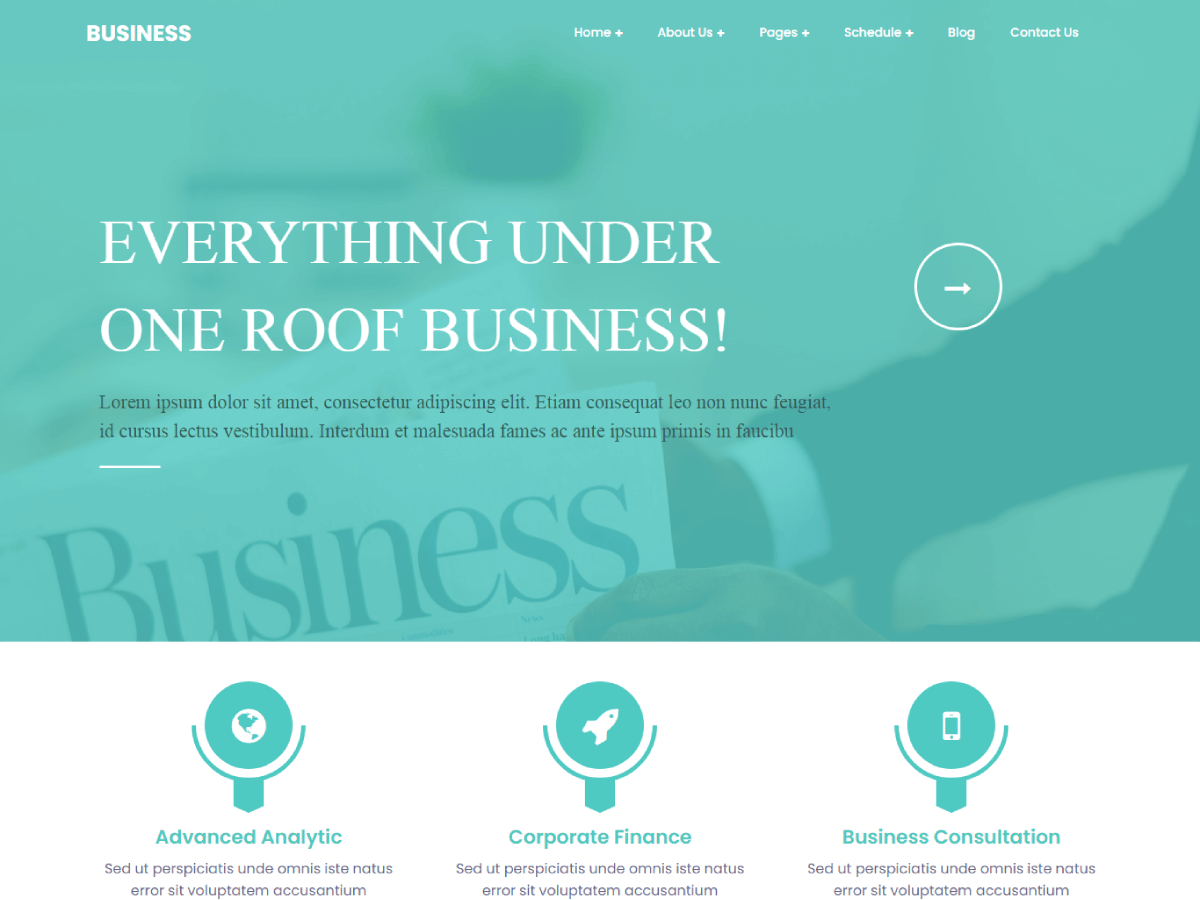 BUSINESS
Home + About Us + Pages + Schedule + Blog Contact Us
EVERYTHING UNDER
ONE ROOF BUSINESS!
Lorem ipsum dolor sit amet, consectetur adipiscing elit. Etiam consequat leo non nunc feugiat,
id cursus lectus vestibulum. Interdum et malesuada fames ac ante ipsum primis in faucibu
Business
News
Advanced Analytic Corporate Finance Business Consultation
Sed ut perspiciatis unde omnis iste natus Sed ut perspiciatis unde omnis iste natus Sed ut perspiciatis unde omnis iste natus
error sit voluptatem accusantium error sit voluptatem accusantium error sit voluptatem accusantium